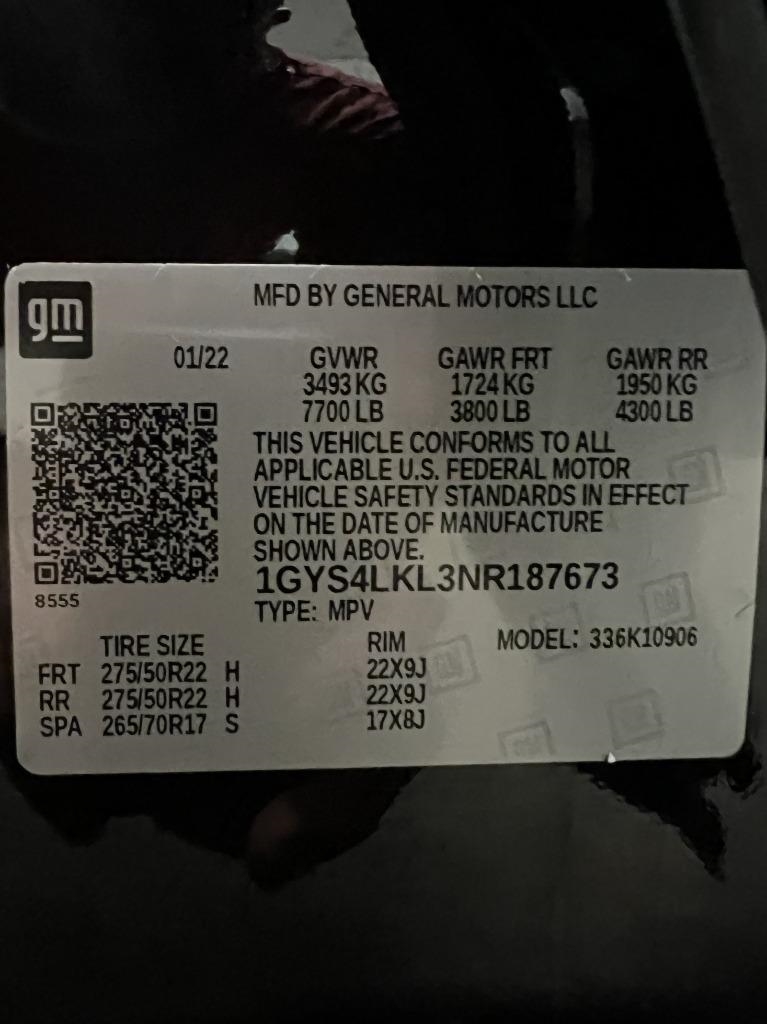 gm
MFD BY GENERAL MOTORS LLC
01/22 GVWR GAWR FRT GAWR RR
3493 KG 1724 KG 1950 KG
7700 LB 3800 LB 4300 LB
THIS VEHICLE CONFORMS TO ALL
APPLICABLE U.S. FEDERAL MOTOR
VEHICLE SAFETY STANDARDS IN EFFECT
ON THE DATE OF MANUFACTURE
SHOWN ABOVE.
8555
1GYS4LKL3NR187673
TYPE: MPV
TIRE SIZE RIM MODEL: 336K10906
FRT 275/50R22 H 22X9J
RR 275/50R22 H 22X9J
SPA 265/70R17 S 17X8J